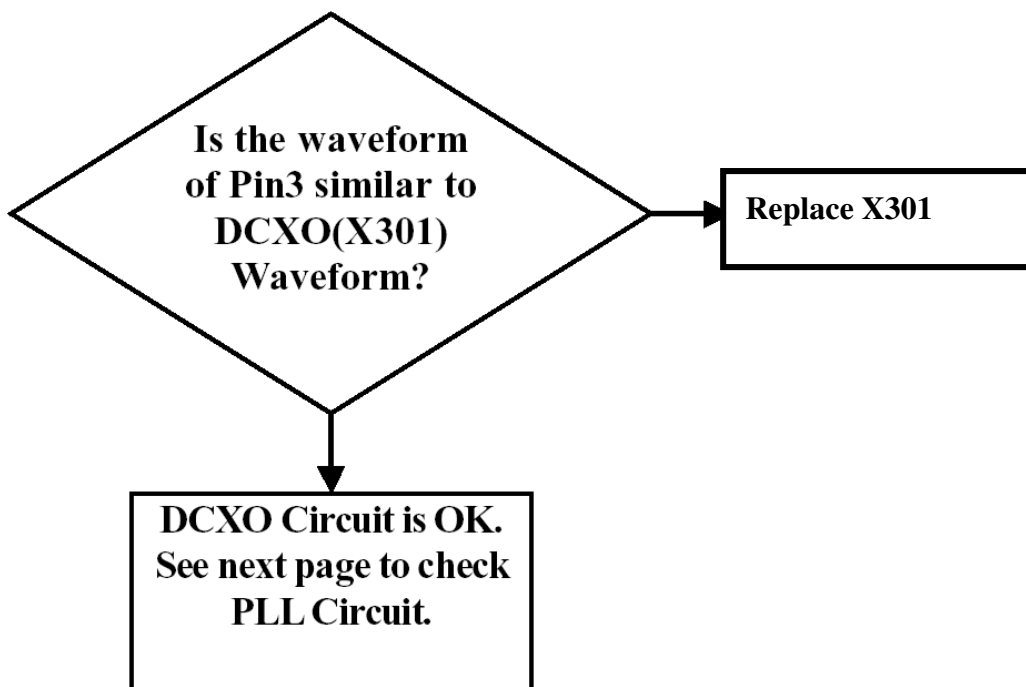 Is the waveform
of Pin3 similar to
DCXO(X301)
Waveform?
Replace X301
DCXO Circuit is OK.
See next page to check
PLL Circuit.